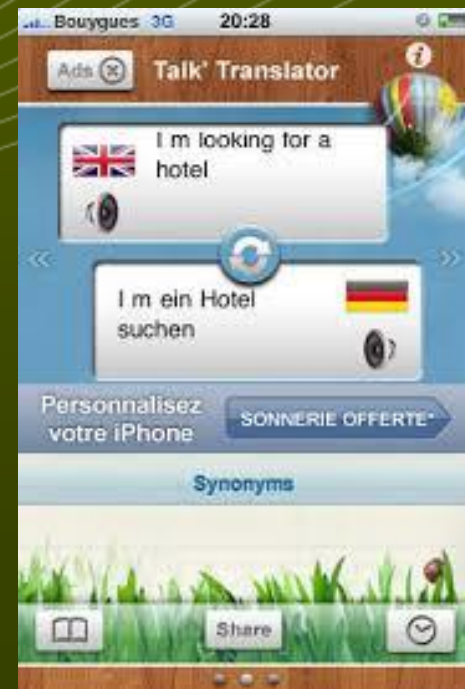 Bouygues 3G 20:28
Ads Talk' Translator i
I m looking for a
hotel
I m ein Hotel
suchen
Personnalisez
votre iPhone
SONNERIE OFFERTE*
Synonyms
Share